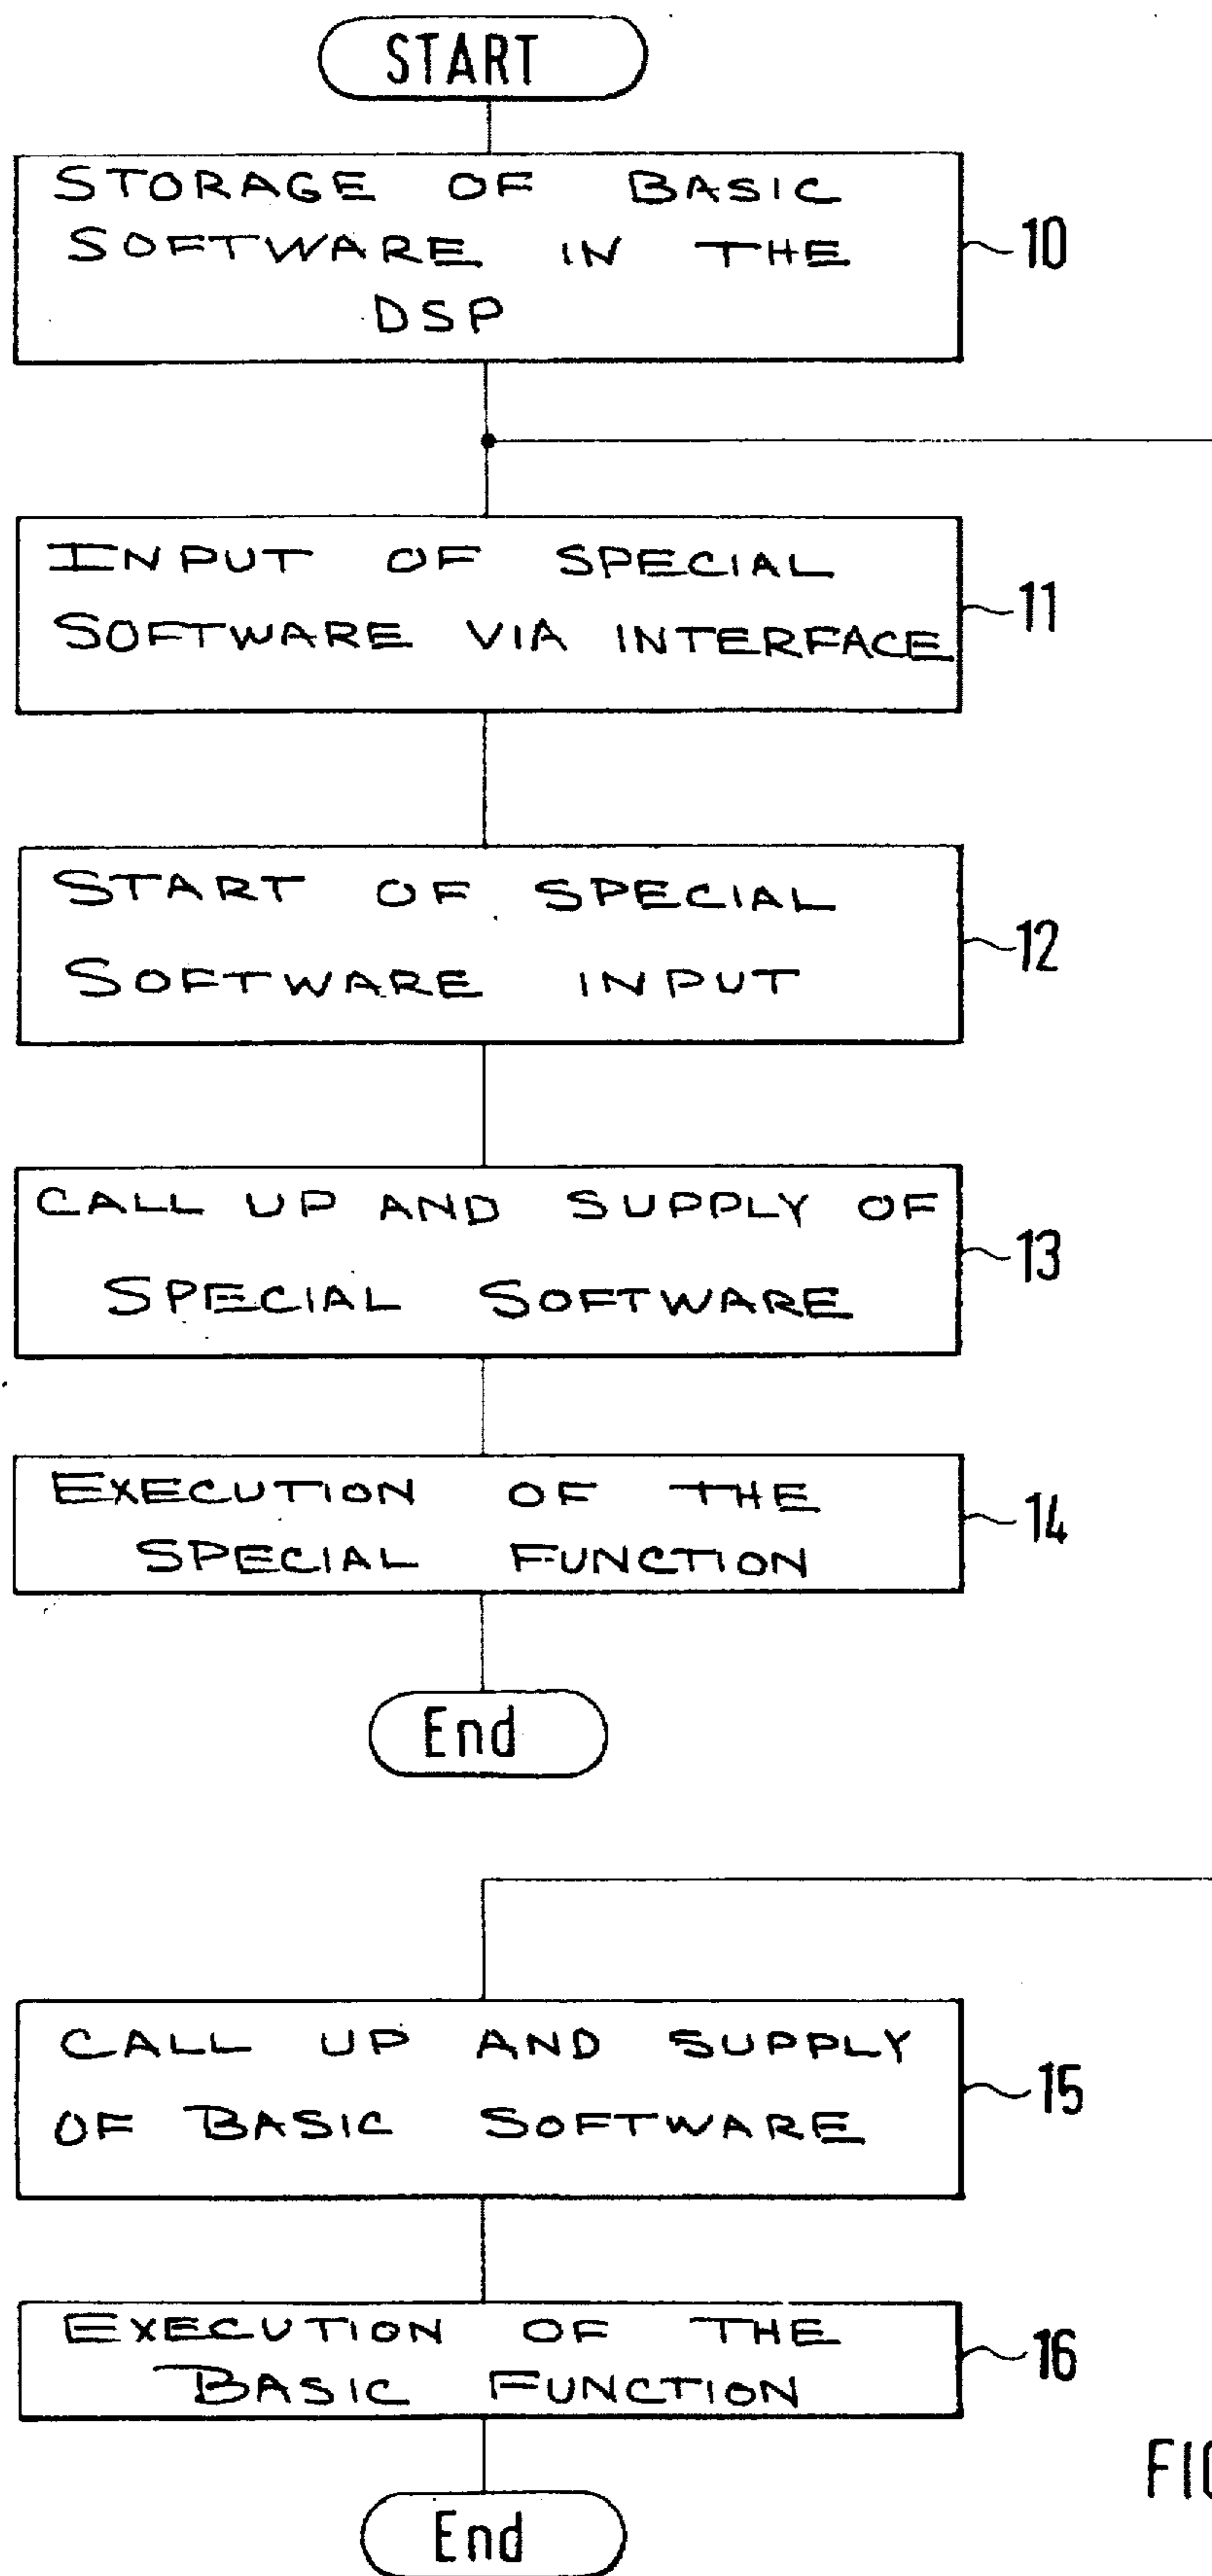 START
STORAGE OF BASIC
SOFTWARE IN THE
DSP
10
INPUT OF SPECIAL
SOFTWARE VIA INTERFACE
11
START OF SPECIAL
SOFTWARE INPUT
12
CALL UP AND SUPPLY OF
SPECIAL SOFTWARE
13
EXECUTION OF THE
SPECIAL FUNCTION
14
End
CALL UP AND SUPPLY
OF BASIC SOFTWARE
15
EXECUTION OF THE
BASIC FUNCTION
16
End